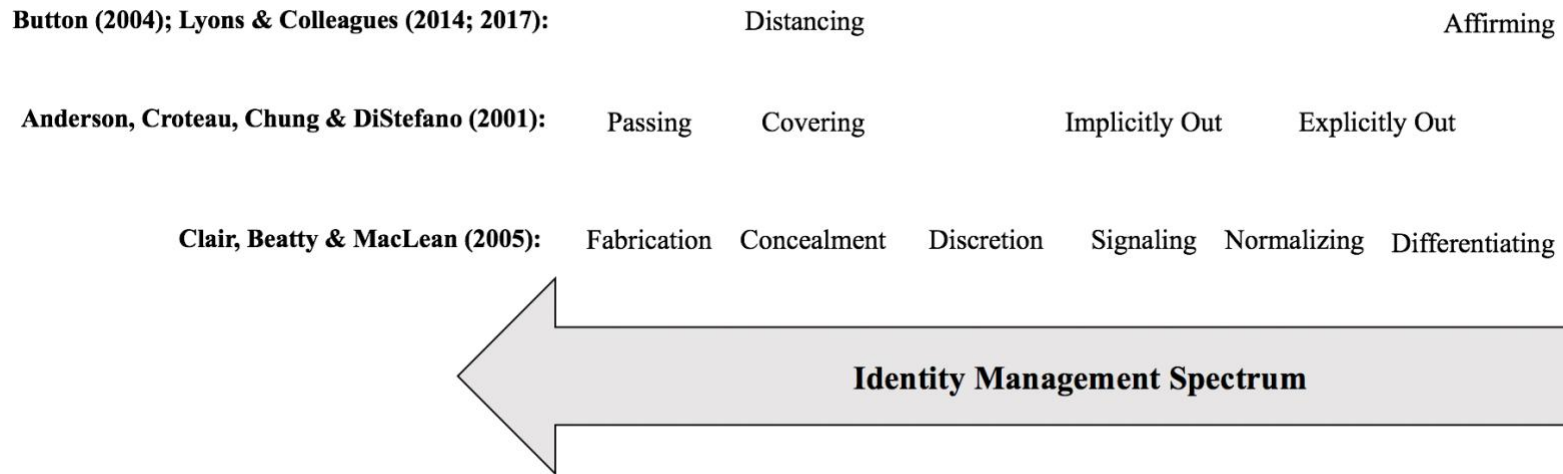 Button (2004); Lyons & Colleagues (2014; 2017): Distancing Affirming
Anderson, Croteau, Chung & DiStefano (2001): Passing Covering Implicitly Out Explicitly Out
Clair, Beatty & MacLean (2005): Fabrication Concealment Discretion Signaling Normalizing Differentiating
Identity Management Spectrum